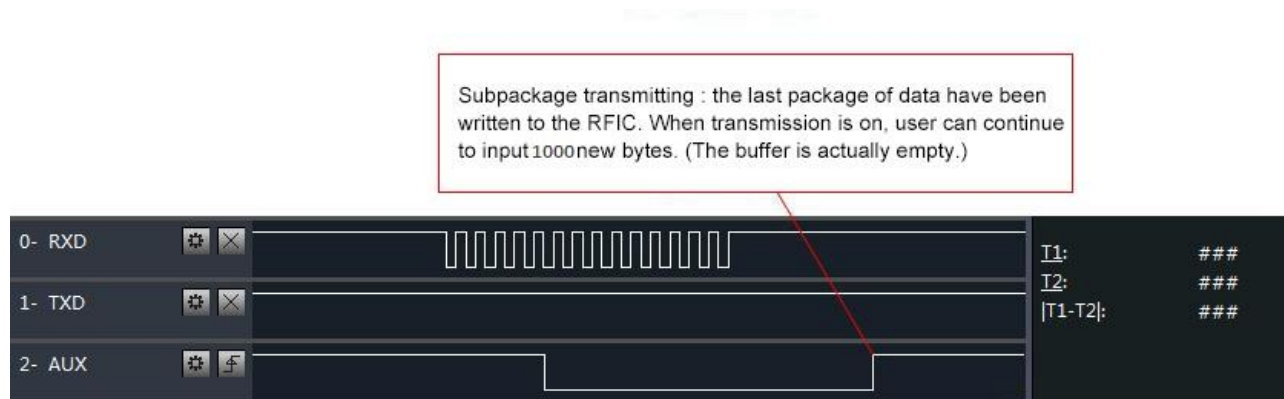 Subpackage transmitting : the last package of data have been
written to the RFIC. When transmission is on, user can continue
to input 1000 new bytes. (The buffer is actually empty.)
0- RXD
T1: ###
1- TXD
T2: ###
|T1-T2|: ###
2- AUX